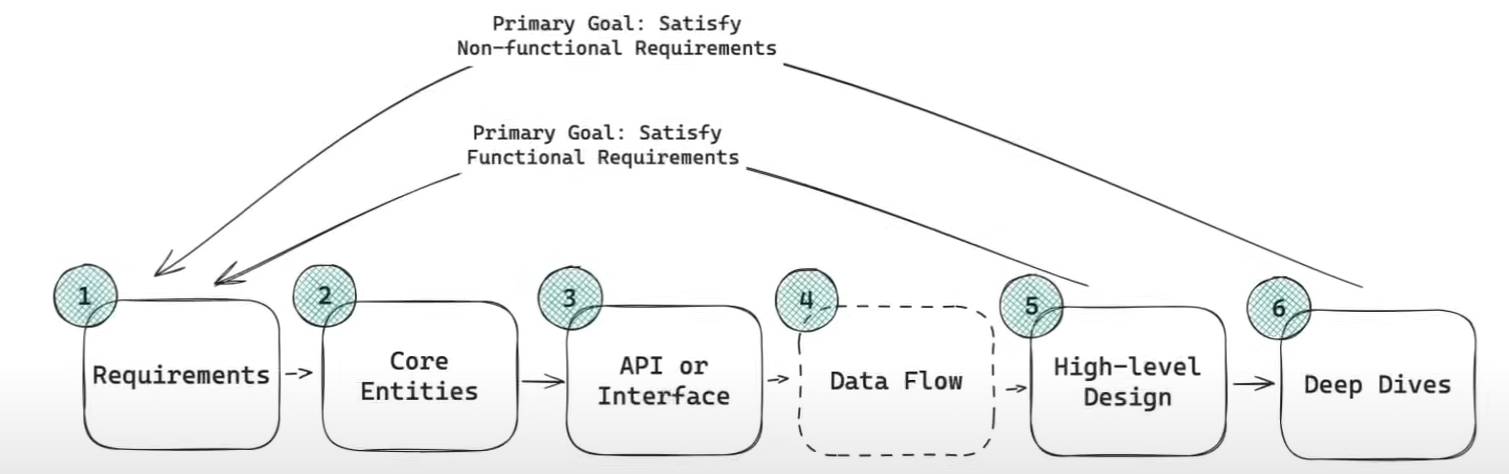 Primary Goal: Satisfy
Non-functional Requirements
Primary Goal: Satisfy
Functional Requirements
1
Requirements
2
Core
Entities
3
API or
Interface
4
Data Flow
5
High-level
Design
6
Deep Dives